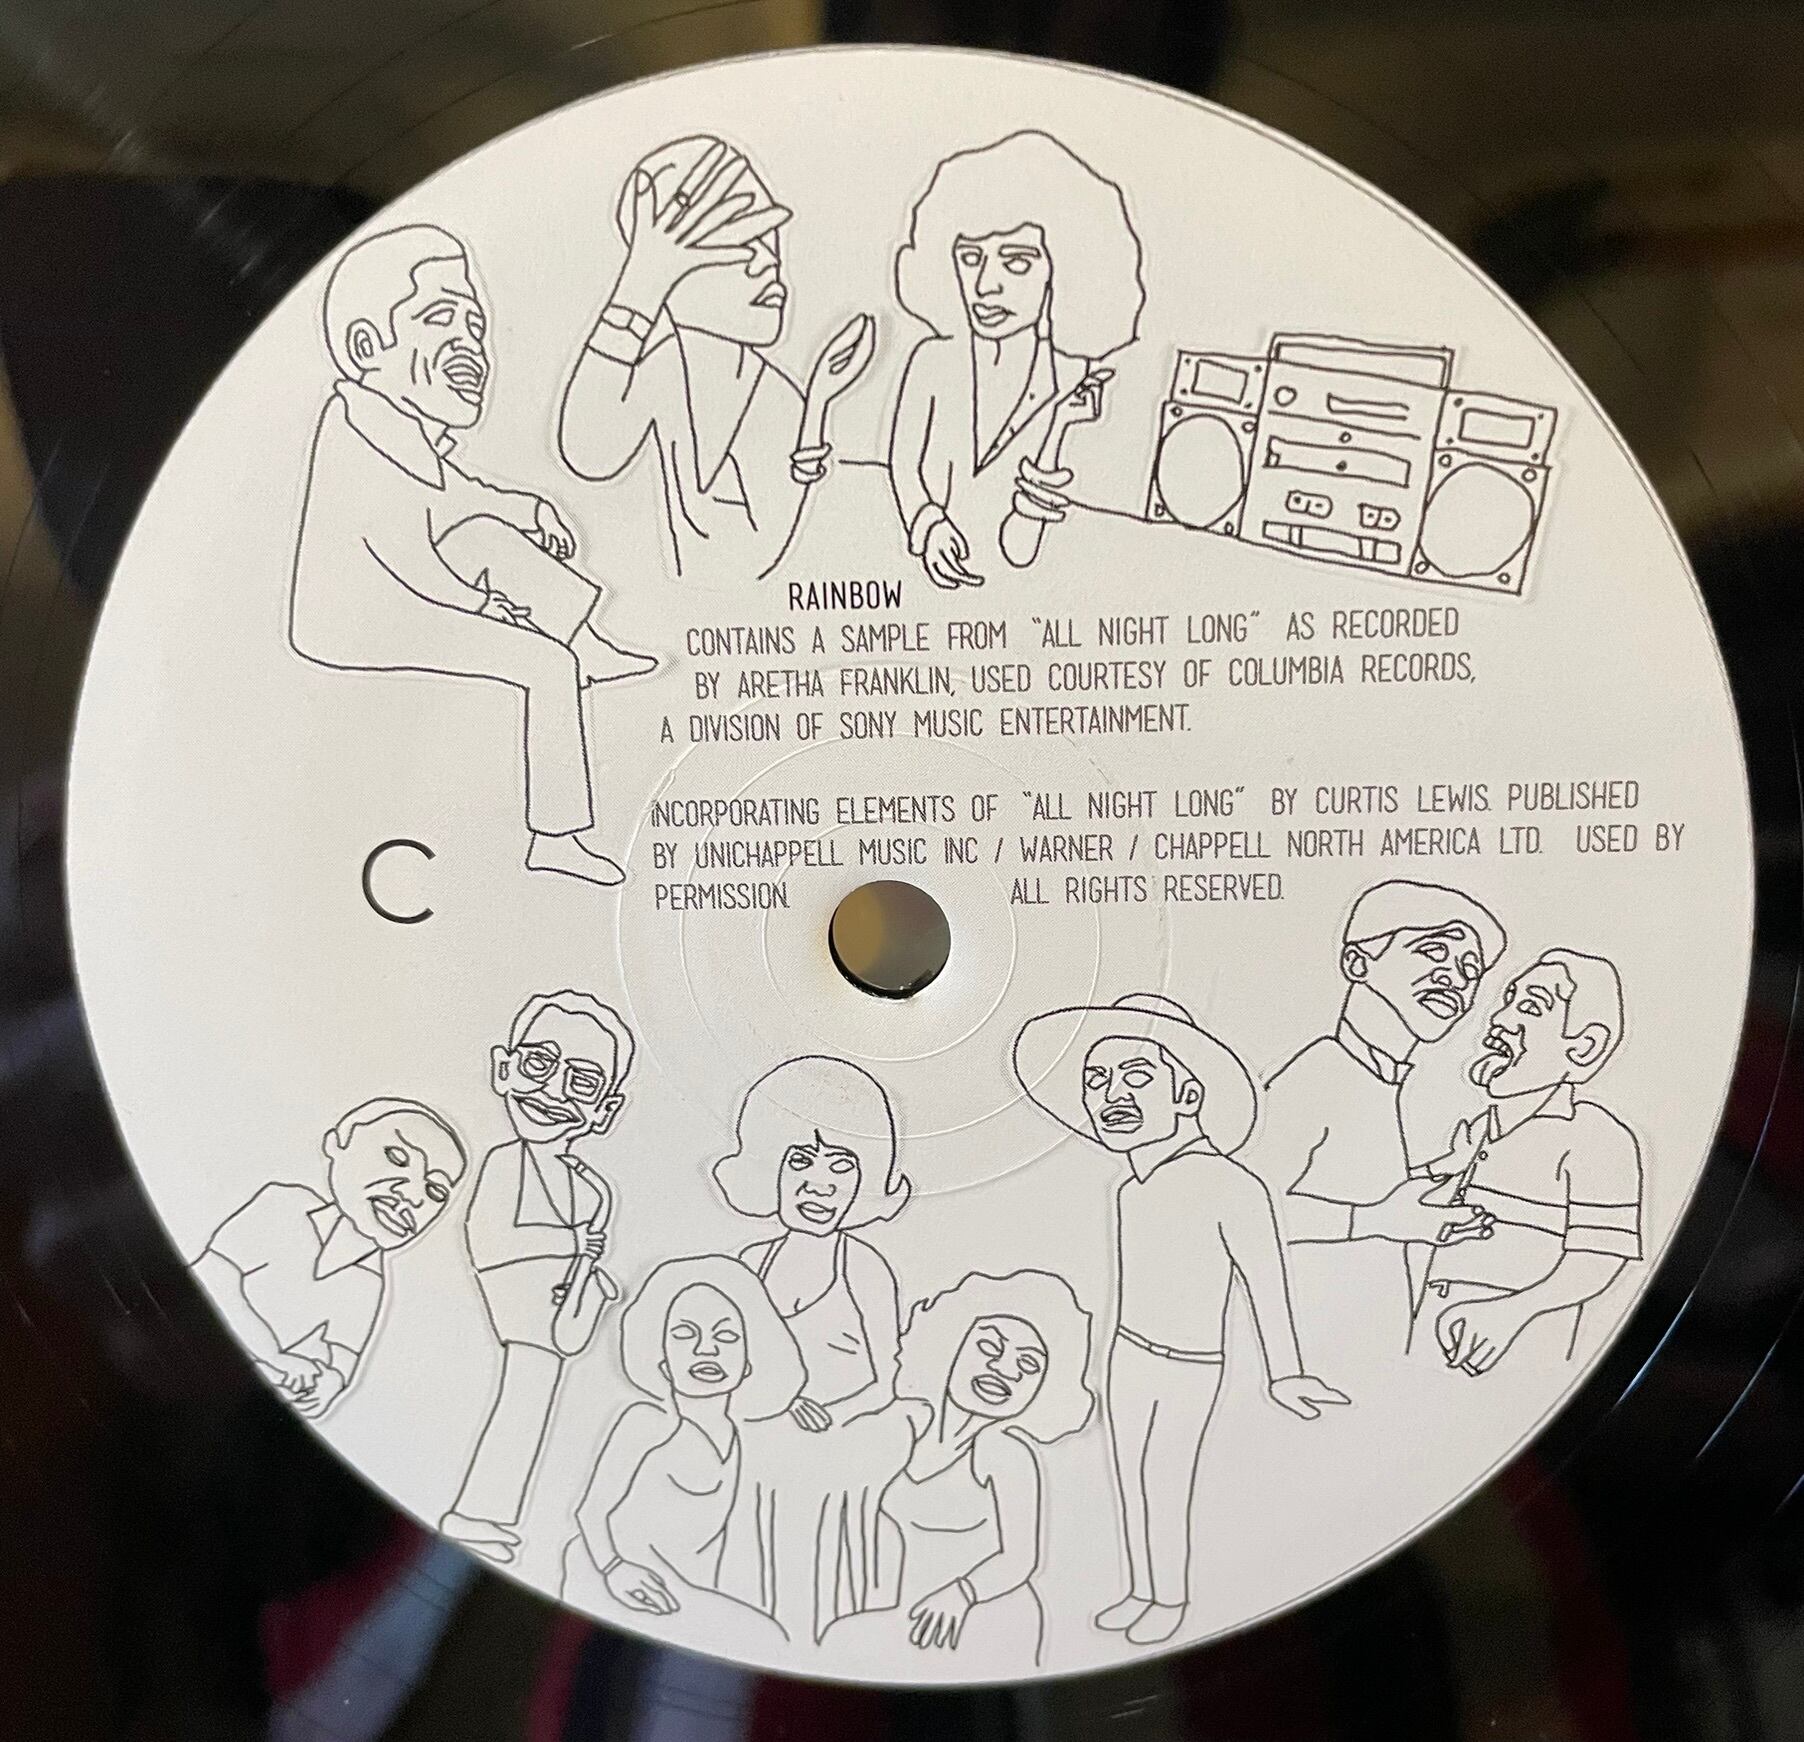 RAINBOW
CONTAINS A SAMPLE FROM "ALL NIGHT LONG" AS RECORDED
BY ARETHA FRANKLIN, USED COURTESY OF COLUMBIA RECORDS,
A DIVISION OF SONY MUSIC ENTERTAINMENT.
INCORPORATING ELEMENTS OF "ALL NIGHT LONG" BY CURTIS LEWIS. PUBLISHED
BY UNICHAPPELL MUSIC INC / WARNER / CHAPPELL NORTH AMERICA LTD. USED BY
PERMISSION. ALL RIGHTS RESERVED.
C